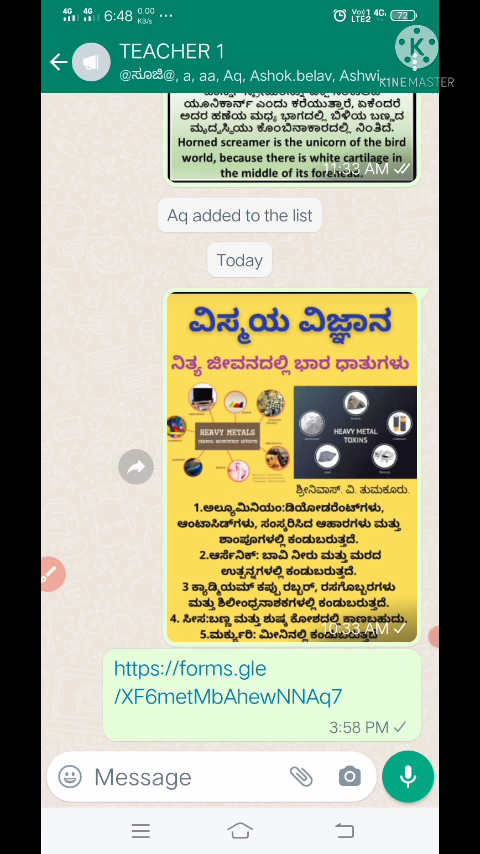 6:48 0.00 KB/s ...
Vo) 1 4G LTE2 72
TEACHER 1
@ಸೂಜಿ@, a, aa, Aq, Ashok.belav, Ashwi...
KINEMASTER
ಯೂನಿಕಾರ್ನ್ ಎಂದು ಕರೆಯುತ್ತಾರೆ, ಏಕೆಂದರೆ
ಅದರ ಹಣೆಯ ಮಧ್ಯ ಭಾಗದಲ್ಲಿ ಬಿಳಿಯ ಬಣ್ಣದ
ಮೃದ್ವಸ್ಥಿಯು ಕೊಂಬಿನಾಕಾರದಲ್ಲಿ ನಿಂತಿದೆ.
Horned screamer is the unicorn of the bird
world, because there is white cartilage in
the middle of its forehead.
11:33 AM
Aq added to the list
Today
ವಿಸ್ಮಯ ವಿಜ್ಞಾನ
ನಿತ್ಯ ಜೀವನದಲ್ಲಿ ಭಾರ ಧಾತುಗಳು
HEAVY METALS
HEAVY METAL
TOXINS
ಶ್ರೀನಿವಾಸ್. ವಿ. ತುಮಕೂರು.
1.ಅಲ್ಯೂಮಿನಿಯಂ:ಡಿಯೋಡರೆಂಟ್‌ಗಳು,
ಆಂಟಾಸಿಡ್‌ಗಳು, ಸಂಸ್ಕರಿಸಿದ ಆಹಾರಗಳು ಮತ್ತು
ಶಾಂಪೂಗಳಲ್ಲಿ ಕಂಡುಬರುತ್ತದೆ.
2.ಆರ್ಸೆನಿಕ್: ಬಾವಿ ನೀರು ಮತ್ತು ಮರದ
ಉತ್ಪನ್ನಗಳಲ್ಲಿ ಕಂಡುಬರುತ್ತದೆ.
3 ಕ್ಯಾಡ್ಮಿಯಮ್ ಕಪ್ಪು ರಬ್ಬರ್, ರಸಗೊಬ್ಬರಗಳು
ಮತ್ತು ಶಿಲೀಂಧ್ರನಾಶಕಗಳಲ್ಲಿ ಕಂಡುಬರುತ್ತದೆ.
4. ಸೀಸ:ಬಣ್ಣ ಮತ್ತು ಶುಷ್ಕ ಕೋಶದಲ್ಲಿ ಕಾಣಬಹುದು.
5.ಮರ್ಕ್ಯುರಿ: ಮೀನಿನಲ್ಲಿ ಕಂಡುಬರುತ್ತದೆ
10:33 AM
https://forms.gle
/XF6metMbAhewNNAq7
3:58 PM
Message